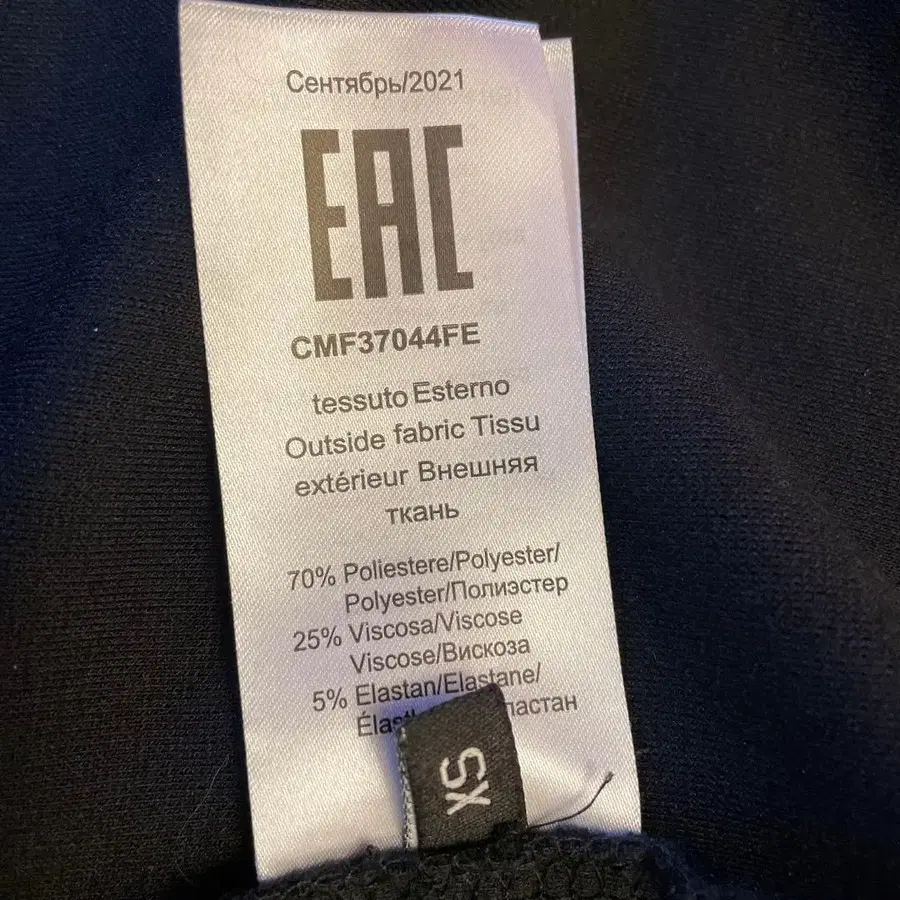 Сентябрь/2021
EAC
CMF37044FE
tessuto Esterno
Outside fabric Tissu
extérieur Внешняя
ткань
70% Poliestere/Polyester/
Polyester/Полиэстер
25% Viscosa/Viscose
Viscose/Вискоза
5% Elastan/Elastane/
XS